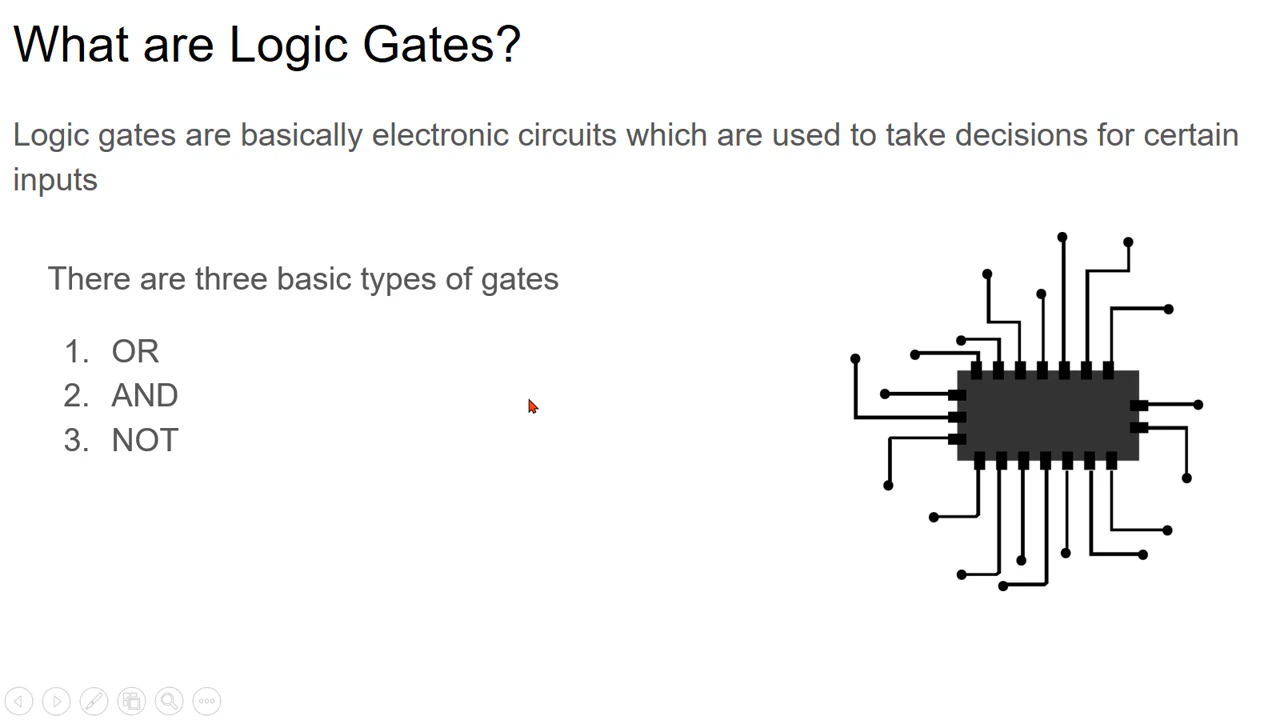 What are Logic Gates?
Logic gates are basically electronic circuits which are used to take decisions for certain
inputs
There are three basic types of gates
1. OR
2. AND
3. NOT